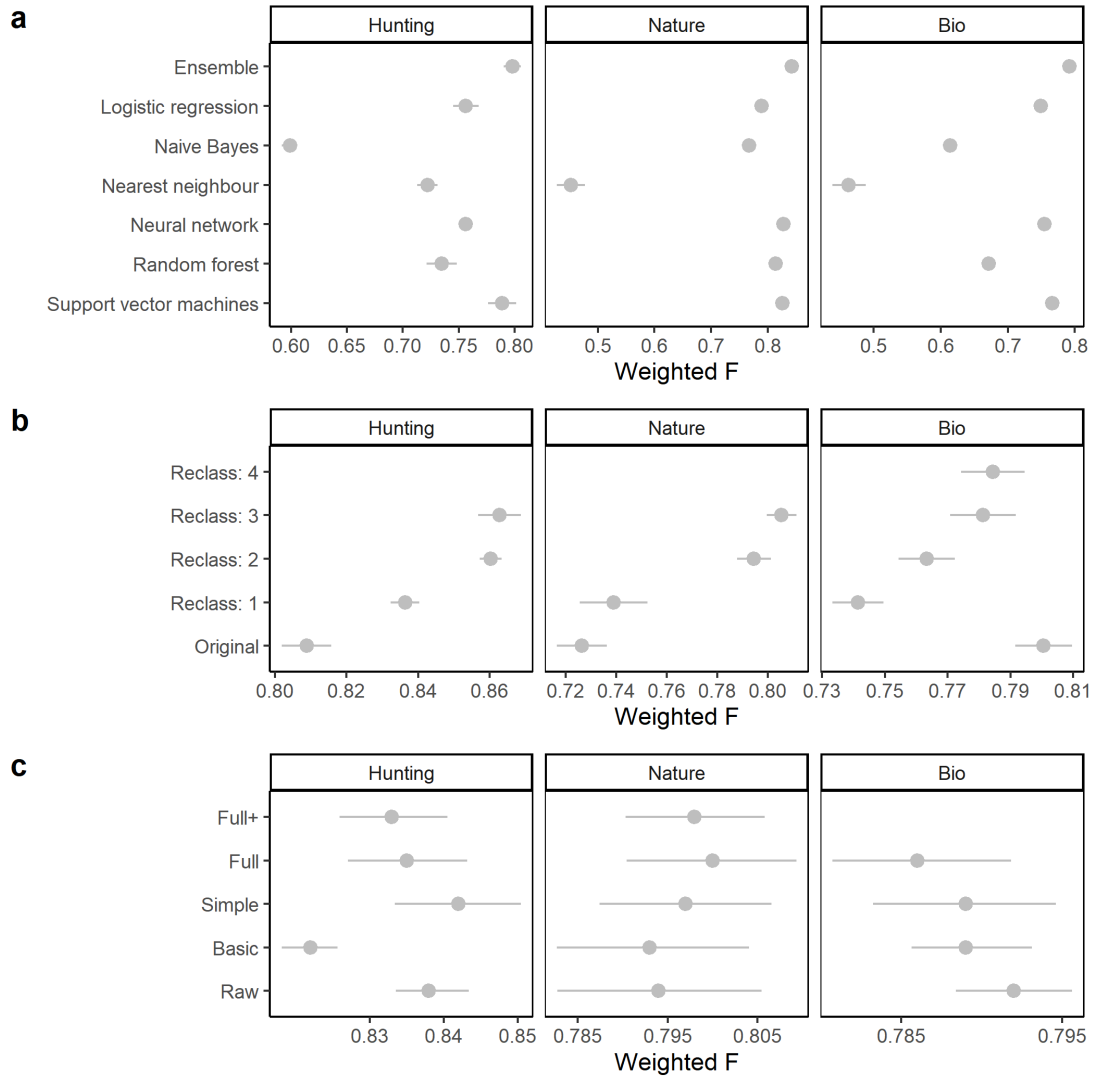 a
Hunting Nature Bio
Ensemble
Logistic regression
Naive Bayes
Nearest neighbour
Neural network
Random forest
Support vector machines
0.60 0.65 0.70 0.75 0.80 0.5 0.6 0.7 0.8 0.5 0.6 0.7 0.8
Weighted F
b
Hunting Nature Bio
Reclass: 4
Reclass: 3
Reclass: 2
Reclass: 1
Original
0.80 0.82 0.84 0.86 0.72 0.74 0.76 0.78 0.80 0.73 0.75 0.77 0.79 0.81
Weighted F
c
Hunting Nature Bio
Full+
Full
Simple
Basic
Raw
0.83 0.84 0.85 0.785 0.795 0.805 0.785 0.795
Weighted F